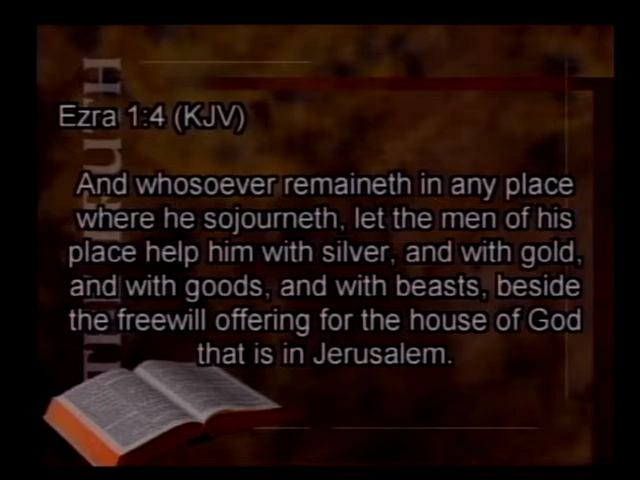 Ezra 1:4 (KJV)
And whosoever remaineth in any place
where he sojourneth, let the men of his
place help him with silver, and with gold,
and with goods, and with beasts, beside
the freewill offering for the house of God
that is in Jerusalem.
THE TRUTH